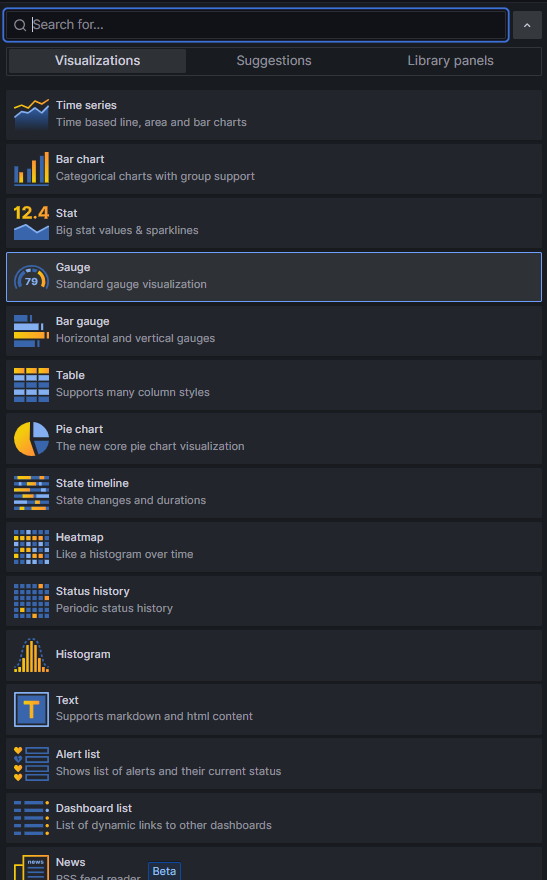 Search for...
Visualizations
Suggestions
Library panels
Time series
Time based line, area and bar charts
Bar chart
Categorical charts with group support
12.4
Stat
Big stat values & sparklines
Gauge
79
Standard gauge visualization
Bar gauge
Horizontal and vertical gauges
Table
Supports many column styles
Pie chart
The new core pie chart visualization
State timeline
State changes and durations
Heatmap
Like a histogram over time
Status history
Periodic status history
Histogram
T
Text
Supports markdown and html content
Alert list
Shows list of alerts and their current status
Dashboard list
List of dynamic links to other dashboards
news
News
RSS feed reader
Beta